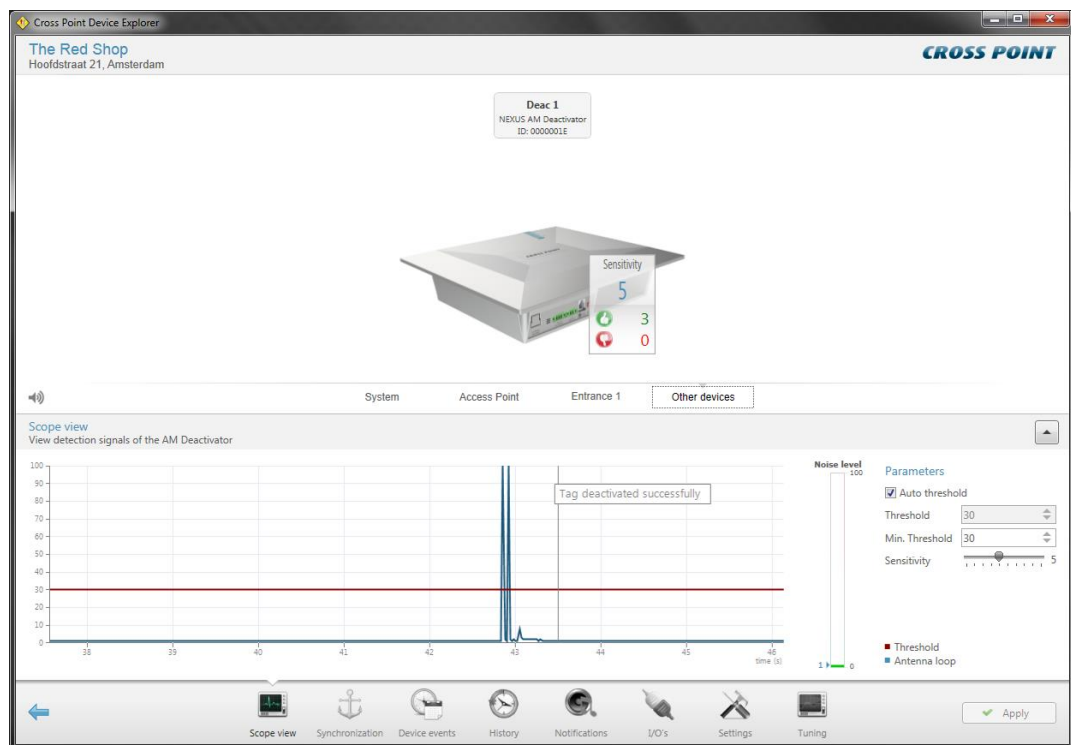 Cross Point Device Explorer
The Red Shop
Hoofdstraat 21, Amsterdam
CROSS POINT
Deac 1
NEXUS AM Deactivator
ID: 0000001E
Sensitivity
5
3
0
System Access Point Entrance 1 Other devices
Scope view
View detection signals of the AM Deactivator
100
90
80
70
60
50
40
30
20
10
0
38 39 40 41 42 43 44 45 46
time (s)
Tag deactivated successfully
Noise level
100
1 0
Parameters
Auto threshold
Threshold 30
Min. Threshold 30
Sensitivity 5
Threshold
Antenna loop
Scope view Synchronization Device events History Notifications I/O's Settings Tuning
Apply